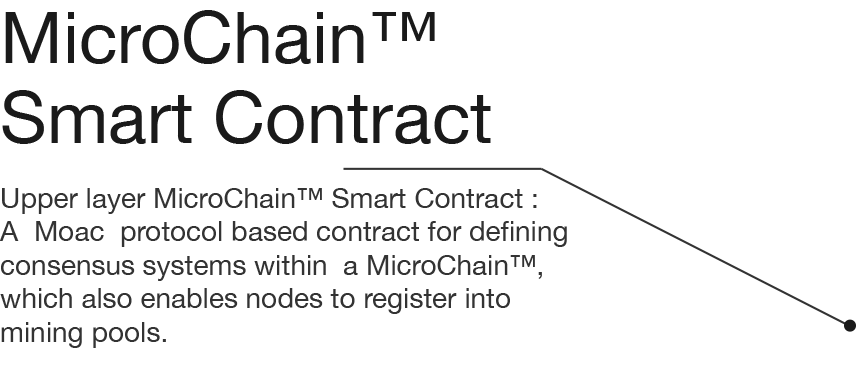 MicroChain™
Smart Contract
Upper layer MicroChain™ Smart Contract :
A  Moac  protocol based contract for defining
consensus systems within  a MicroChain™,
which also enables nodes to register into
mining pools.